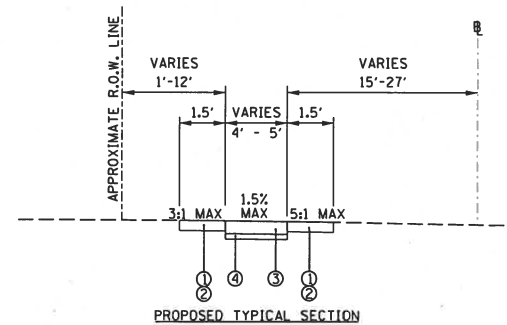 APPROXIMATE R.O.W. LINE
VARIES
1'-12'
VARIES
15'-27'
1.5'
VARIES
4' - 5'
1.5'
3:1 MAX
1.5%
MAX
5:1 MAX
1
2
4
3
1
2
PROPOSED TYPICAL SECTION